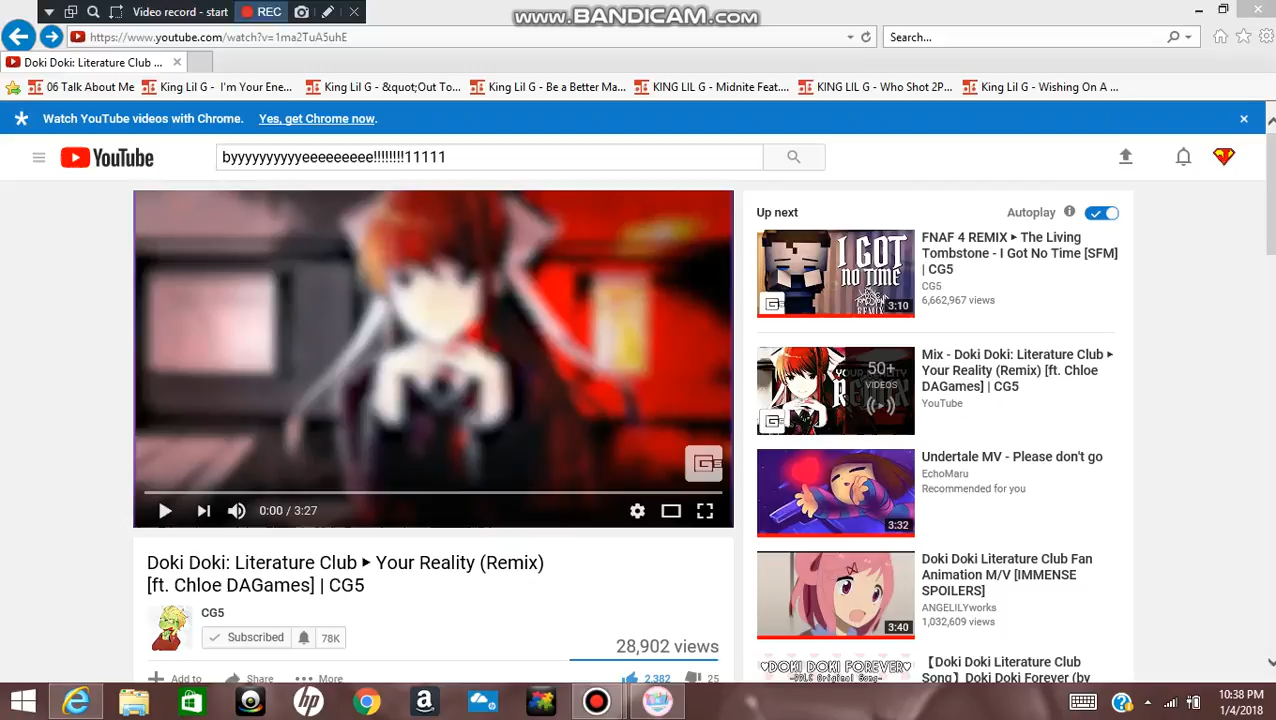 Video record - start
REC
www.BANDICAM.com
https://www.youtube.com/watch?v=1ma2TuA5uhE
Search...
Doki Doki: Literature Club ...
06 Talk About Me
King Lil G - I'm Your Ene...
King Lil G - &quot;Out To...
King Lil G - Be a Better Ma...
KING LIL G - Midnite Feat....
KING LIL G - Who Shot 2P...
King Lil G - Wishing On A ...
Watch YouTube videos with Chrome. Yes, get Chrome now.
YouTube
Up next
Autoplay
I GOT
NO TIME
REMIX
3:10
FNAF 4 REMIX ▸ The Living
Tombstone - I Got No Time [SFM]
| CG5
CG5
6,662,967 views
50+
VIDEOS
YOUR REALITY
REMIX
Mix - Doki Doki: Literature Club ▸
Your Reality (Remix) [ft. Chloe
DAGames] | CG5
YouTube
3:32
Undertale MV - Please don't go
EchoMaru
Recommended for you
3:40
Doki Doki Literature Club Fan
Animation M/V [IMMENSE
SPOILERS]
ANGELILYworks
1,032,609 views
♡DOKI DOKI FOREVER♡
【Doki Doki Literature Club
Song】Doki Doki Forever (by
0:00 / 3:27
Doki Doki: Literature Club ▸ Your Reality (Remix)
[ft. Chloe DAGames] | CG5
CG5
Subscribed
78K
28,902 views
Add to
Share
More
2,382
25
10:38 PM
1/4/2018